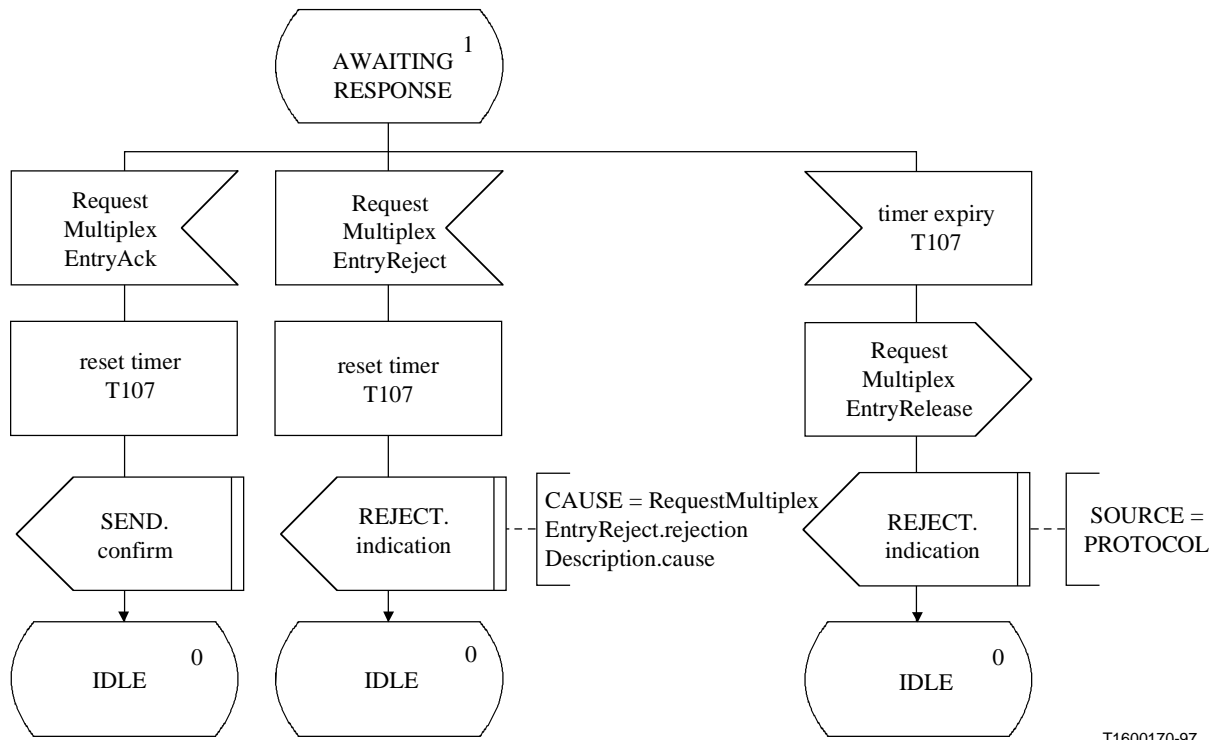 1
AWAITING
RESPONSE
Request
Multiplex
EntryAck
Request
Multiplex
EntryReject
timer expiry
T107
reset timer
T107
reset timer
T107
Request
Multiplex
EntryRelease
SEND.
confirm
REJECT.
indication
CAUSE = RequestMultiplex
EntryReject.rejection
Description.cause
REJECT.
indication
SOURCE =
PROTOCOL
0
IDLE
0
IDLE
0
IDLE
T1600170-97